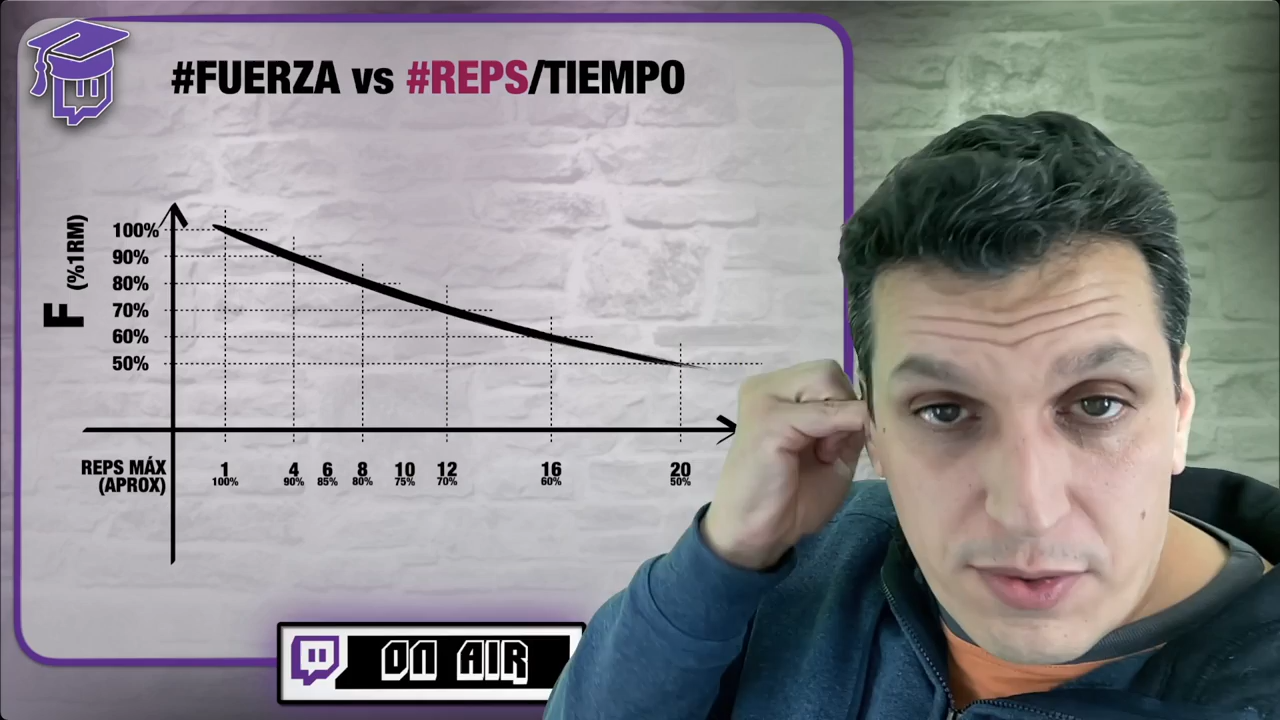 #FUERZA vs #REPS/TIEMPO
F (%1RM)
100%
90%
80%
70%
60%
50%
REPS MÁX
(APROX)
1 4 6 8 10 12 16 20
100% 90% 85% 80% 75% 70% 60% 50%
ON AIR